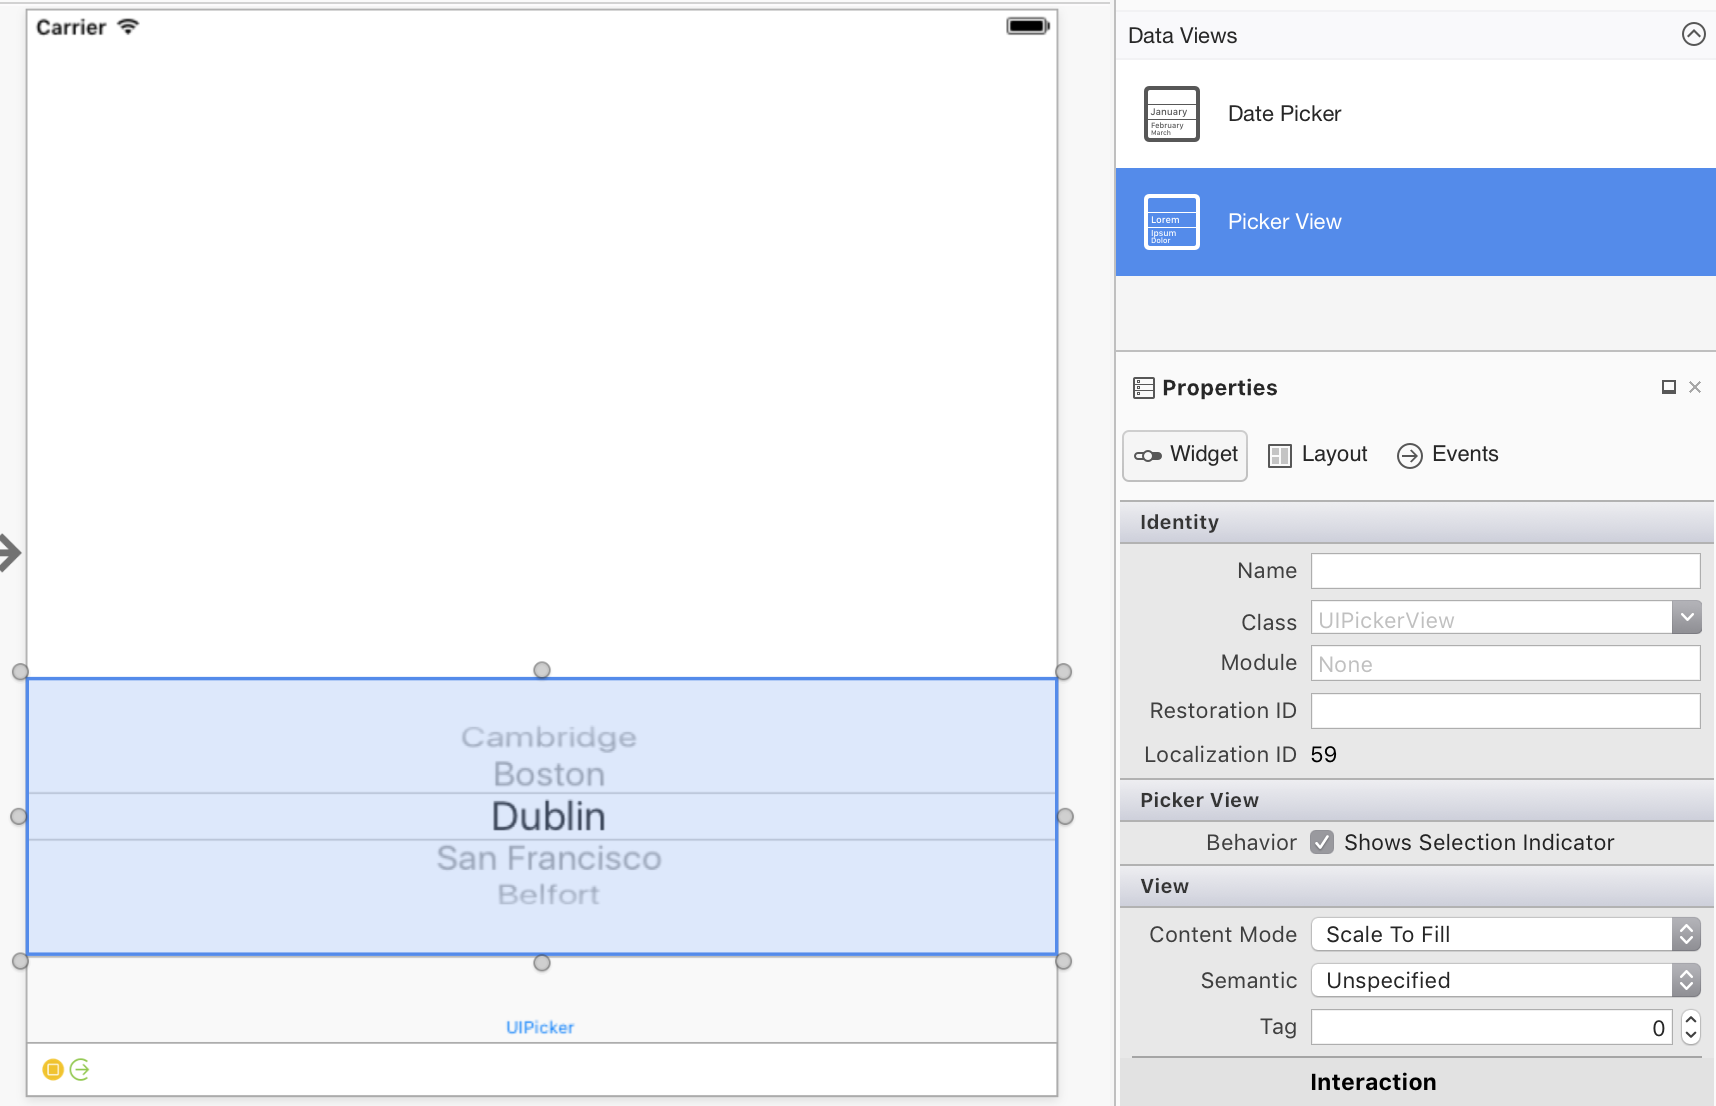 Carrier
Cambridge
Boston
Dublin
San Francisco
Belfort
UIPicker
Data Views
January
February
March
Date Picker
Lorem
Ipsum
Dolor
Picker View
Properties
Widget Layout Events
Identity
Name
Class UIPickerView
Module None
Restoration ID
Localization ID 59
Picker View
Behavior Shows Selection Indicator
View
Content Mode Scale To Fill
Semantic Unspecified
Tag 0
Interaction